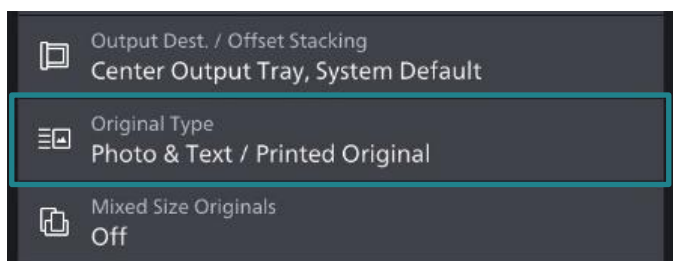 Output Dest. / Offset Stacking
Center Output Tray, System Default
Original Type
Photo & Text / Printed Original
Mixed Size Originals
Off